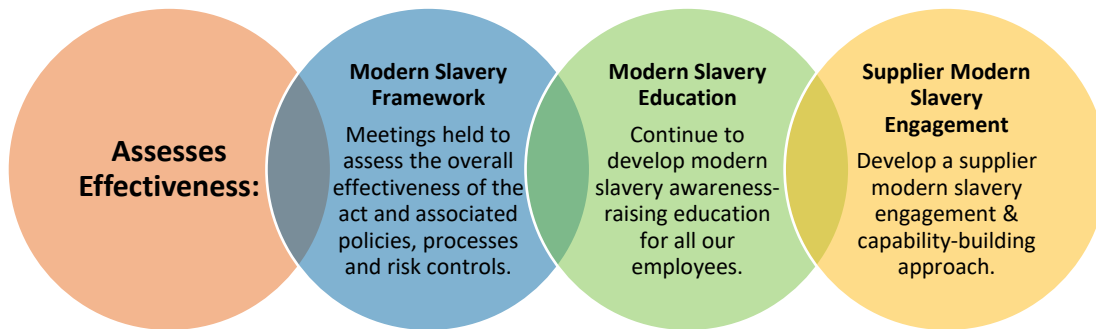 Assesses
Effectiveness:
Modern Slavery
Framework
Meetings held to
assess the overall
effectiveness of the
act and associated
policies, processes
and risk controls.
Modern Slavery
Education
Continue to
develop modern
slavery awareness-
raising education
for all our
employees.
Supplier Modern
Slavery
Engagement
Develop a supplier
modern slavery
engagement &
capability-building
approach.